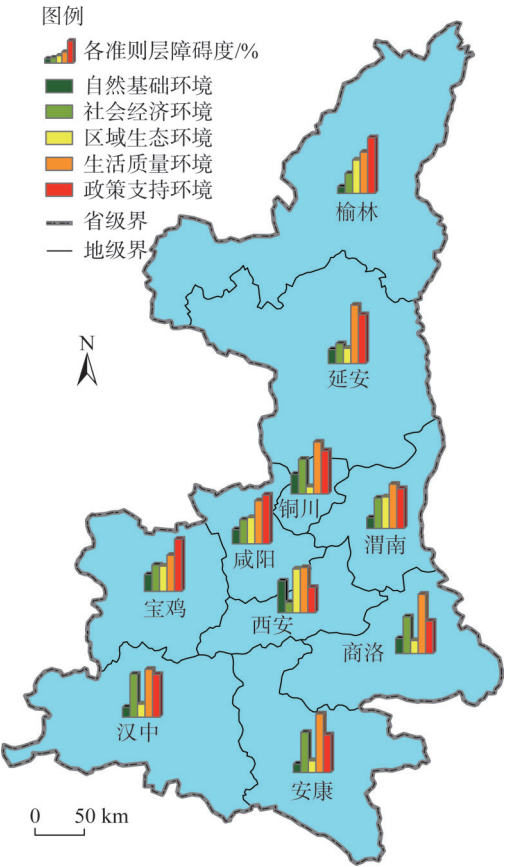 图例
各准则层障碍度/%
自然基础环境
社会经济环境
区域生态环境
生活质量环境
政策支持环境
省级界
地级界
榆林
N
延安
铜川
咸阳
渭南
宝鸡
西安
商洛
汉中
安康
0 50 km